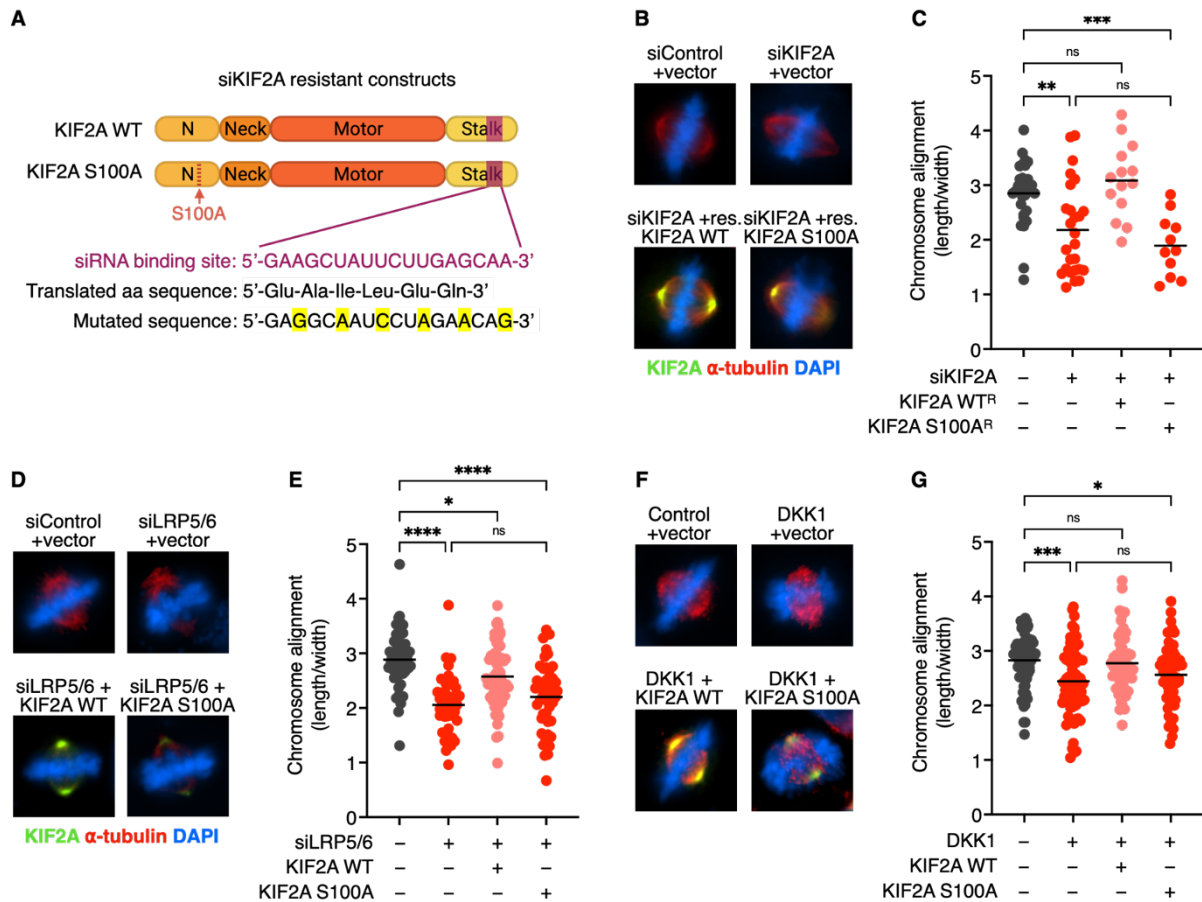 A
siKIF2A resistant constructs
KIF2A WT
N Neck Motor Stalk
KIF2A S100A
N Neck Motor Stalk
S100A
siRNA binding site: 5’-GAAGCUAUUCUUGAGCAA-3’
Translated aa sequence: 5’-Glu-Ala-Ile-Leu-Glu-Gln-3’
Mutated sequence: 5’-GAGGCAAUCCUAGAACAG-3’
B
siControl
+vector
siKIF2A
+vector
siKIF2A +res.
KIF2A WT
siKIF2A +res.
KIF2A S100A
KIF2A α-tubulin DAPI
C
***
ns
** ns
Chromosome alignment
(length/width)
5
4
3
2
1
0
siKIF2A – + + +
KIF2A WTᴿ – – + –
KIF2A S100Aᴿ – – – +
D
siControl
+vector
siLRP5/6
+vector
siLRP5/6 +
KIF2A WT
siLRP5/6 +
KIF2A S100A
KIF2A α-tubulin DAPI
E
****
*
**** ns
Chromosome alignment
(length/width)
5
4
3
2
1
0
siLRP5/6 – + + +
KIF2A WT – – + –
KIF2A S100A – – – +
F
Control
+vector
DKK1
+vector
DKK1 +
KIF2A WT
DKK1 +
KIF2A S100A
KIF2A α-tubulin DAPI
G
*
ns
*** ns
Chromosome alignment
(length/width)
5
4
3
2
1
0
DKK1 – + + +
KIF2A WT – – + –
KIF2A S100A – – – +